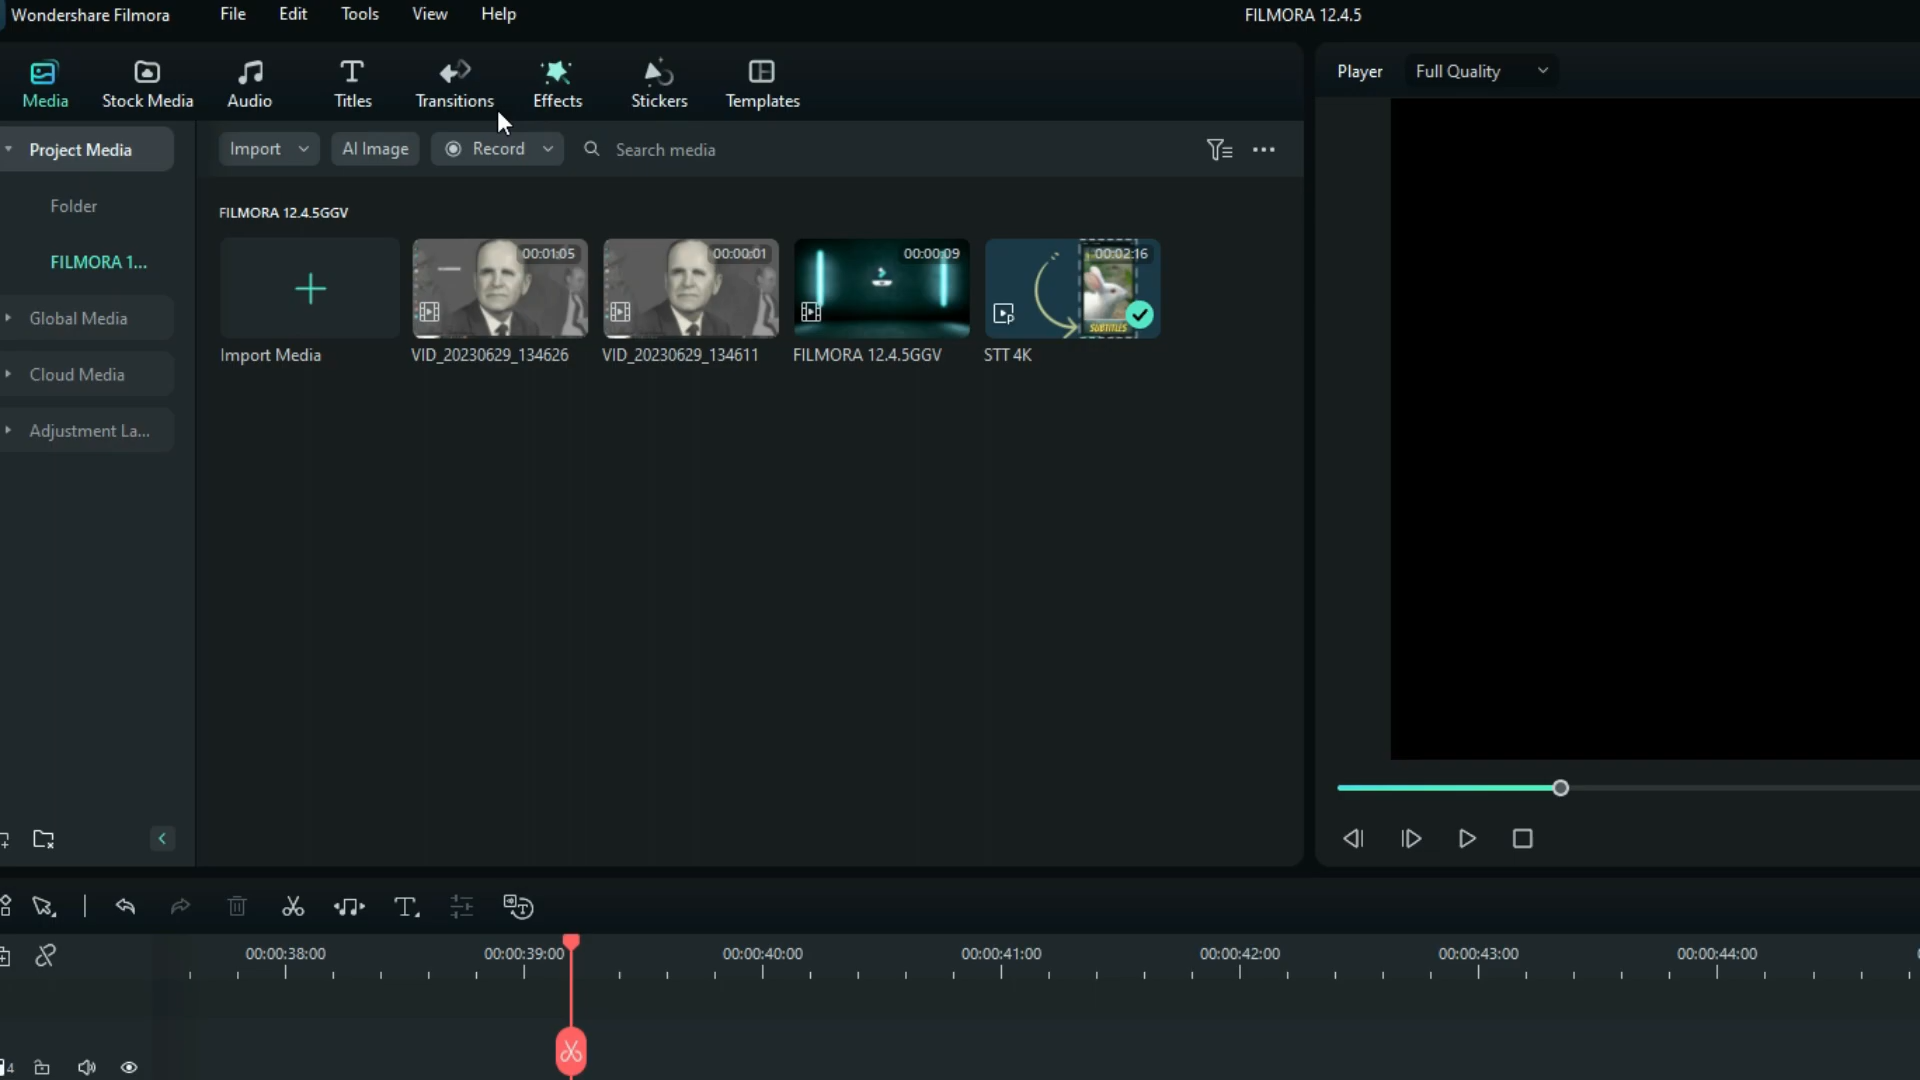 Wondershare Filmora File Edit Tools View Help FILMORA 12.4.5
Media Stock Media Audio Titles Transitions Effects Stickers Templates
Player Full Quality
Project Media
Import AI Image Record Search media
Folder
FILMORA 1...
Global Media
Cloud Media
Adjustment La...
FILMORA 12.4.5GGV
00:01:05 00:00:01 00:00:09 00:02:16
SUBTITLES
Import Media VID_20230629_134626 VID_20230629_134611 FILMORA 12.4.5GGV STT 4K
00:00:38:00 00:00:39:00 00:00:40:00 00:00:41:00 00:00:42:00 00:00:43:00 00:00:44:00
4